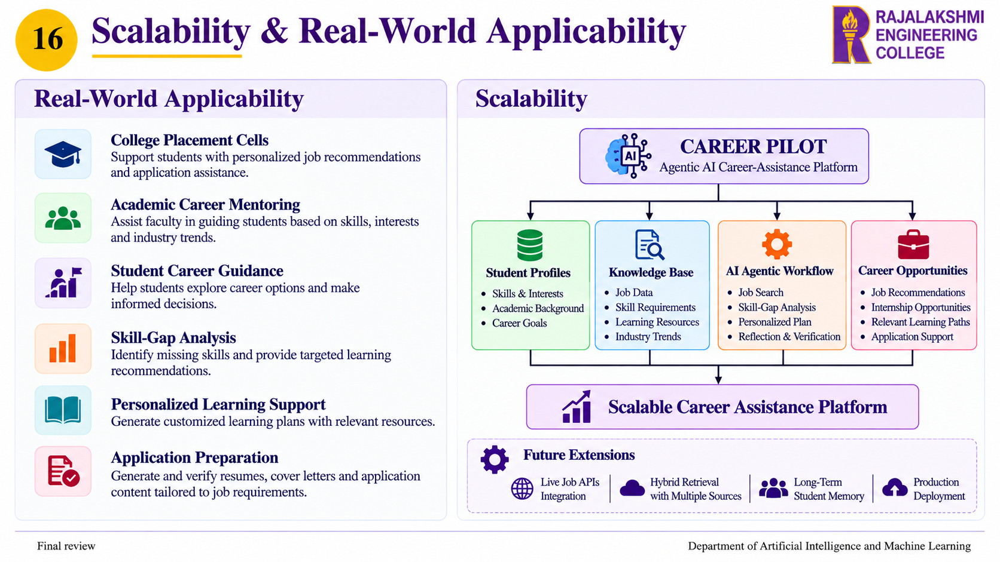 16
Scalability & Real-World Applicability
RAJALAKSHMI
ENGINEERING
COLLEGE
Real-World Applicability
College Placement Cells
Support students with personalized job recommendations
and application assistance.
Academic Career Mentoring
Assist faculty in guiding students based on skills, interests
and industry trends.
Student Career Guidance
Help students explore career options and make
informed decisions.
Skill-Gap Analysis
Identify missing skills and provide targeted learning
recommendations.
Personalized Learning Support
Generate customized learning plans with relevant resources.
Application Preparation
Generate and verify resumes, cover letters and application
content tailored to job requirements.
Scalability
AI
CAREER PILOT
Agentic AI Career-Assistance Platform
Student Profiles
• Skills & Interests
• Academic Background
• Career Goals
Knowledge Base
• Job Data
• Skill Requirements
• Learning Resources
• Industry Trends
AI Agentic Workflow
• Job Search
• Skill-Gap Analysis
• Personalized Plan
• Reflection & Verification
Career Opportunities
• Job Recommendations
• Internship Opportunities
• Relevant Learning Paths
• Application Support
Scalable Career Assistance Platform
Future Extensions
Live Job APIs
Integration
Hybrid Retrieval
with Multiple Sources
Long-Term
Student Memory
Production
Deployment
Final review
Department of Artificial Intelligence and Machine Learning